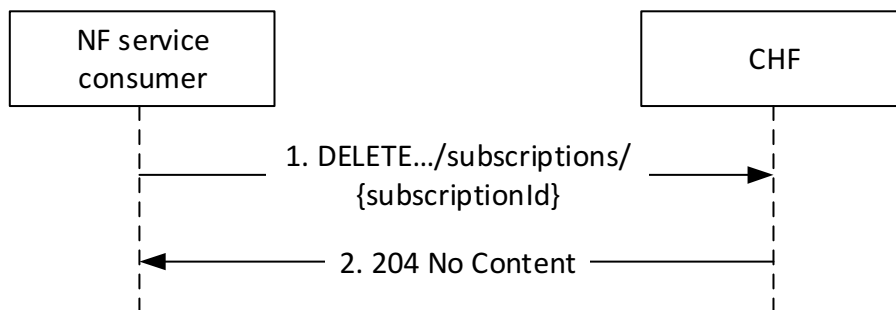 NF service
consumer
CHF
1. DELETE.../subscriptions/
{subscriptionId}
2. 204 No Content